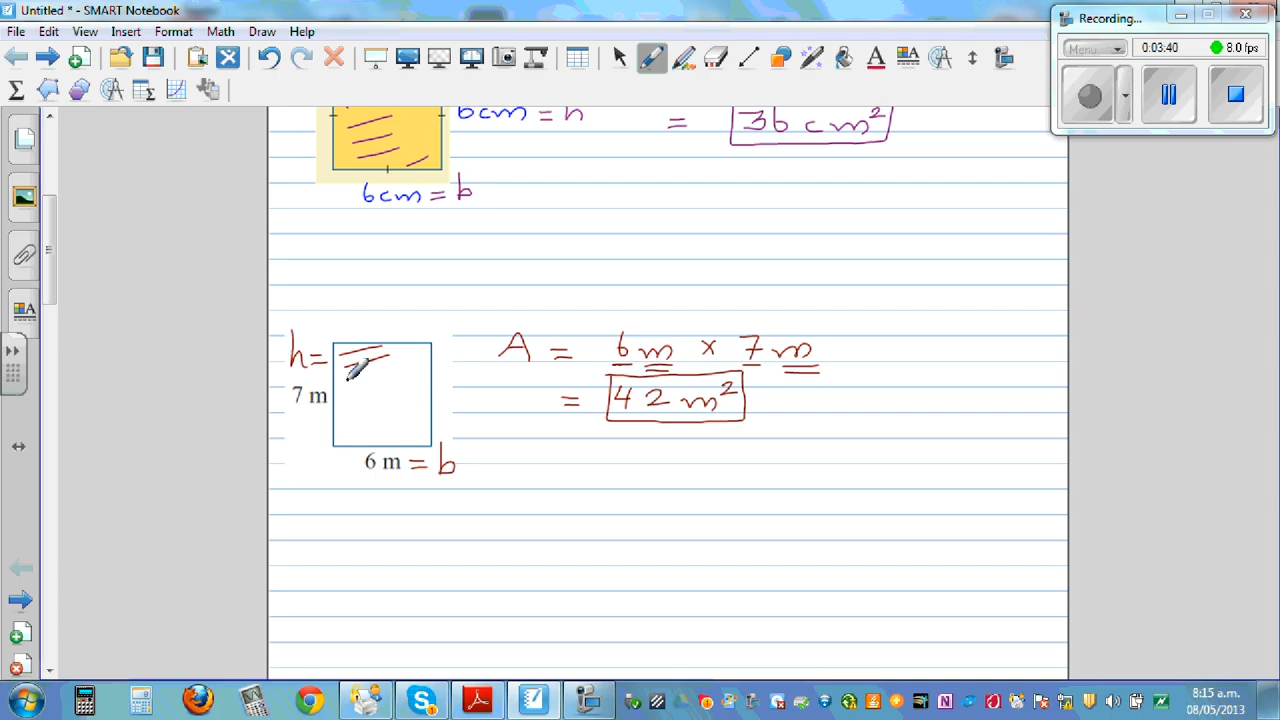 Untitled * - SMART Notebook
File Edit View Insert Format Math Draw Help
Recording...
Menu 0:03:40 8.0 fps
6cm = h
= 36 cm²
6cm = b
h=
7 m
6 m = b
A = 6 m × 7 m
= 42 m²
8:15 a.m.
08/05/2013